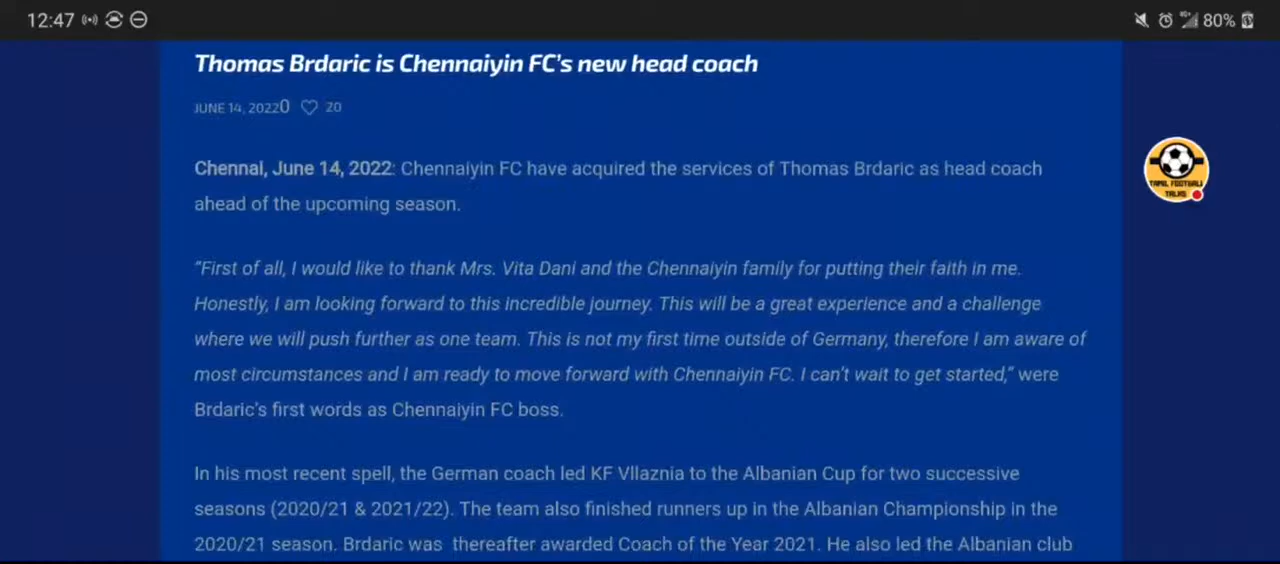 12:47
80%
Thomas Brdaric is Chennaiyin FC's new head coach
JUNE 14, 20220 20
Chennai, June 14, 2022: Chennaiyin FC have acquired the services of Thomas Brdaric as head coach
ahead of the upcoming season.
TAMIL FOOTBALL
TALKS
"First of all, I would like to thank Mrs. Vita Dani and the Chennaiyin family for putting their faith in me.
Honestly, I am looking forward to this incredible journey. This will be a great experience and a challenge
where we will push further as one team. This is not my first time outside of Germany, therefore I am aware of
most circumstances and I am ready to move forward with Chennaiyin FC. I can't wait to get started," were
Brdaric's first words as Chennaiyin FC boss.
In his most recent spell, the German coach led KF Vllaznia to the Albanian Cup for two successive
seasons (2020/21 & 2021/22). The team also finished runners up in the Albanian Championship in the
2020/21 season. Brdaric was thereafter awarded Coach of the Year 2021. He also led the Albanian club